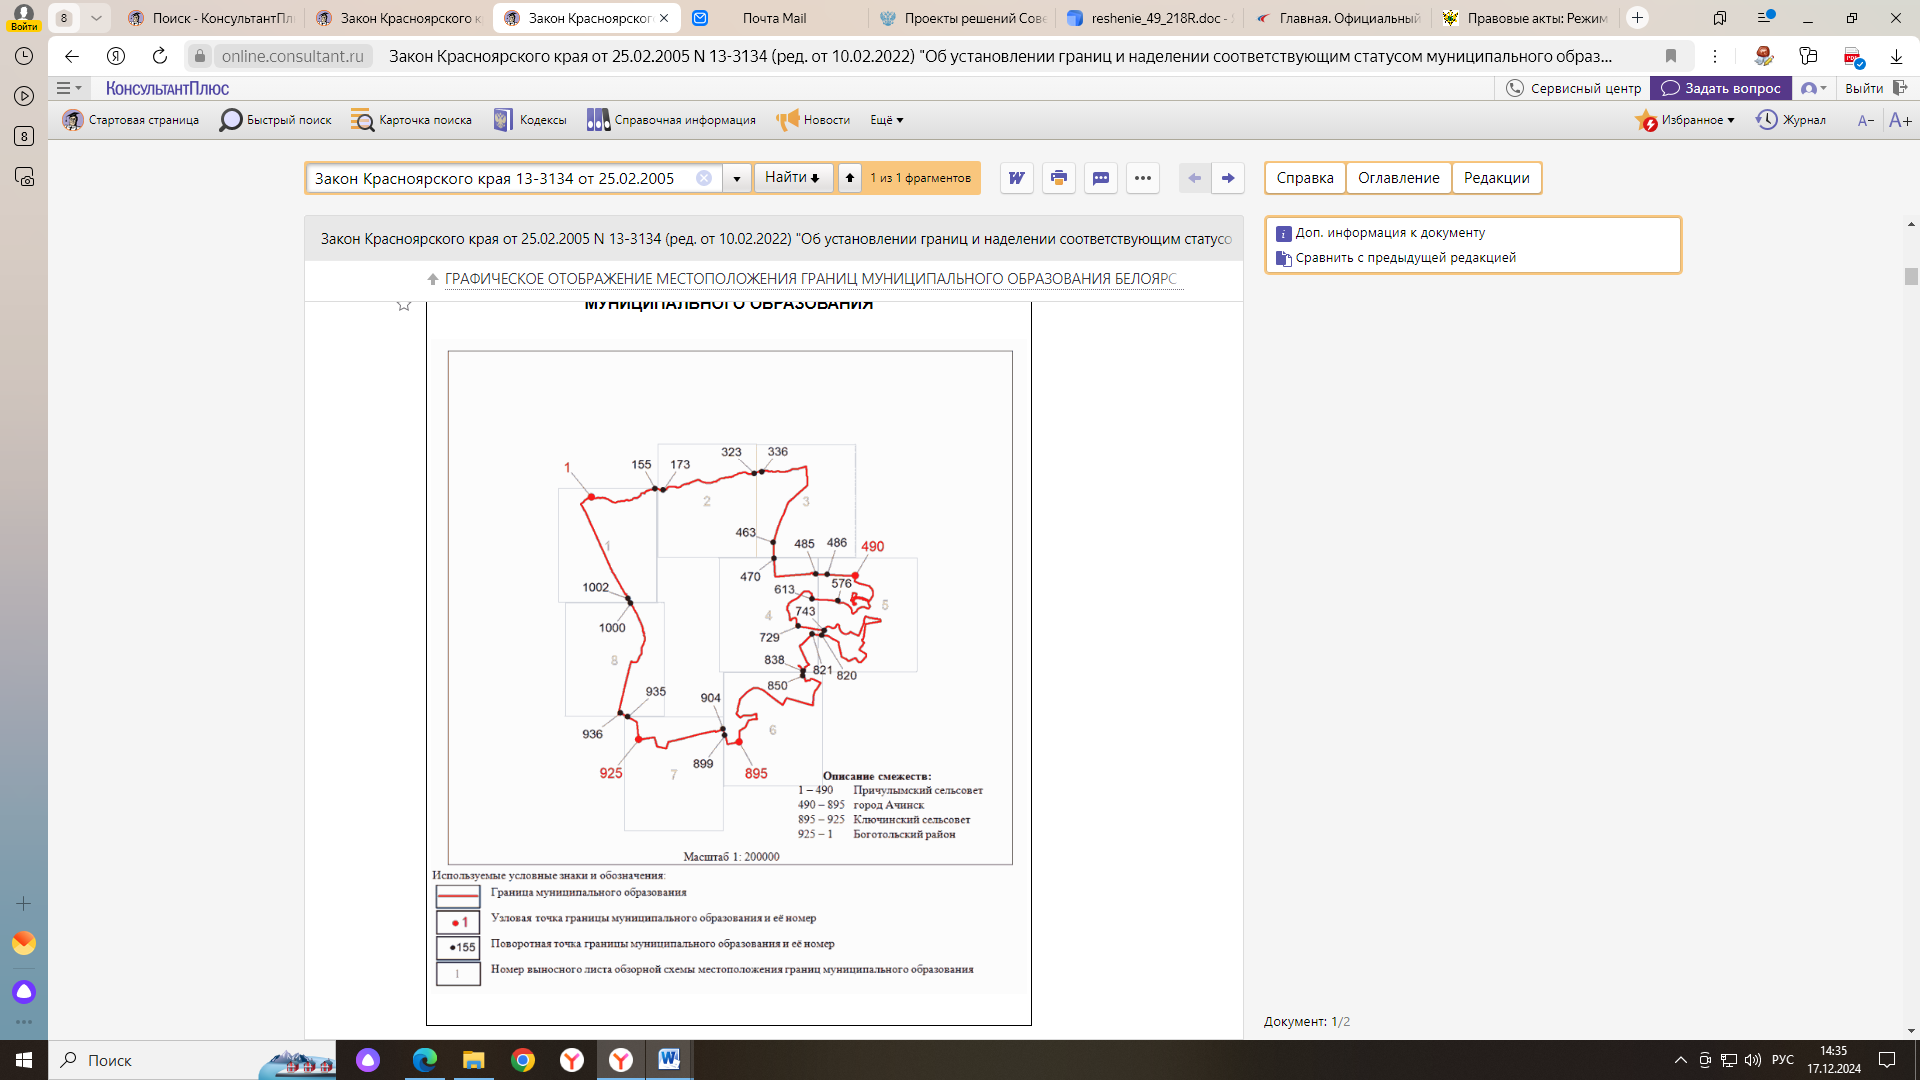 Войти
8
Поиск - КонсультантПл
Закон Красноярского к
Закон Красноярског
Почта Mail
Проекты решений Сове
reshenie_49_218R.doc -
Главная. Официальный
Правовые акты: Режим
online.consultant.ru
Закон Красноярского края от 25.02.2005 N 13-3134 (ред. от 10.02.2022) "Об установлении границ и наделении соответствующим статусом муниципального образ...
8
КонсультантПлюс
Сервисный центр
Задать вопрос
Выйти
Стартовая страница
Быстрый поиск
Карточка поиска
Кодексы
Справочная информация
Новости
Ещё
Избранное
Журнал
A−
A+
Закон Красноярского края 13-3134 от 25.02.2005
Найти
1 из 1 фрагментов
Справка
Оглавление
Редакции
Закон Красноярского края от 25.02.2005 N 13-3134 (ред. от 10.02.2022) "Об установлении границ и наделении соответствующим статусо
Доп. информация к документу
Сравнить с предыдущей редакцией
ГРАФИЧЕСКОЕ ОТОБРАЖЕНИЕ МЕСТОПОЛОЖЕНИЯ ГРАНИЦ МУНИЦИПАЛЬНОГО ОБРАЗОВАНИЯ БЕЛОЯРС
МУНИЦИПАЛЬНОГО ОБРАЗОВАНИЯ
323
336
1
155
173
2
3
463
485
486
490
1
470
576
1002
613
5
743
4
1000
729
8
838
821
820
850
935
904
936
6
899
925
7
895
Описание смежеств:
1 – 490 Причулымский сельсовет
490 – 895 город Ачинск
895 – 925 Ключинский сельсовет
925 – 1 Боготольский район
Масштаб 1: 200000
Используемые условные знаки и обозначения:
Граница муниципального образования
1 Узловая точка границы муниципального образования и её номер
155 Поворотная точка границы муниципального образования и её номер
1 Номер выносного листа обзорной схемы местоположения границ муниципального образования
Документ: 1/2
Поиск
РУС
14:35
17.12.2024